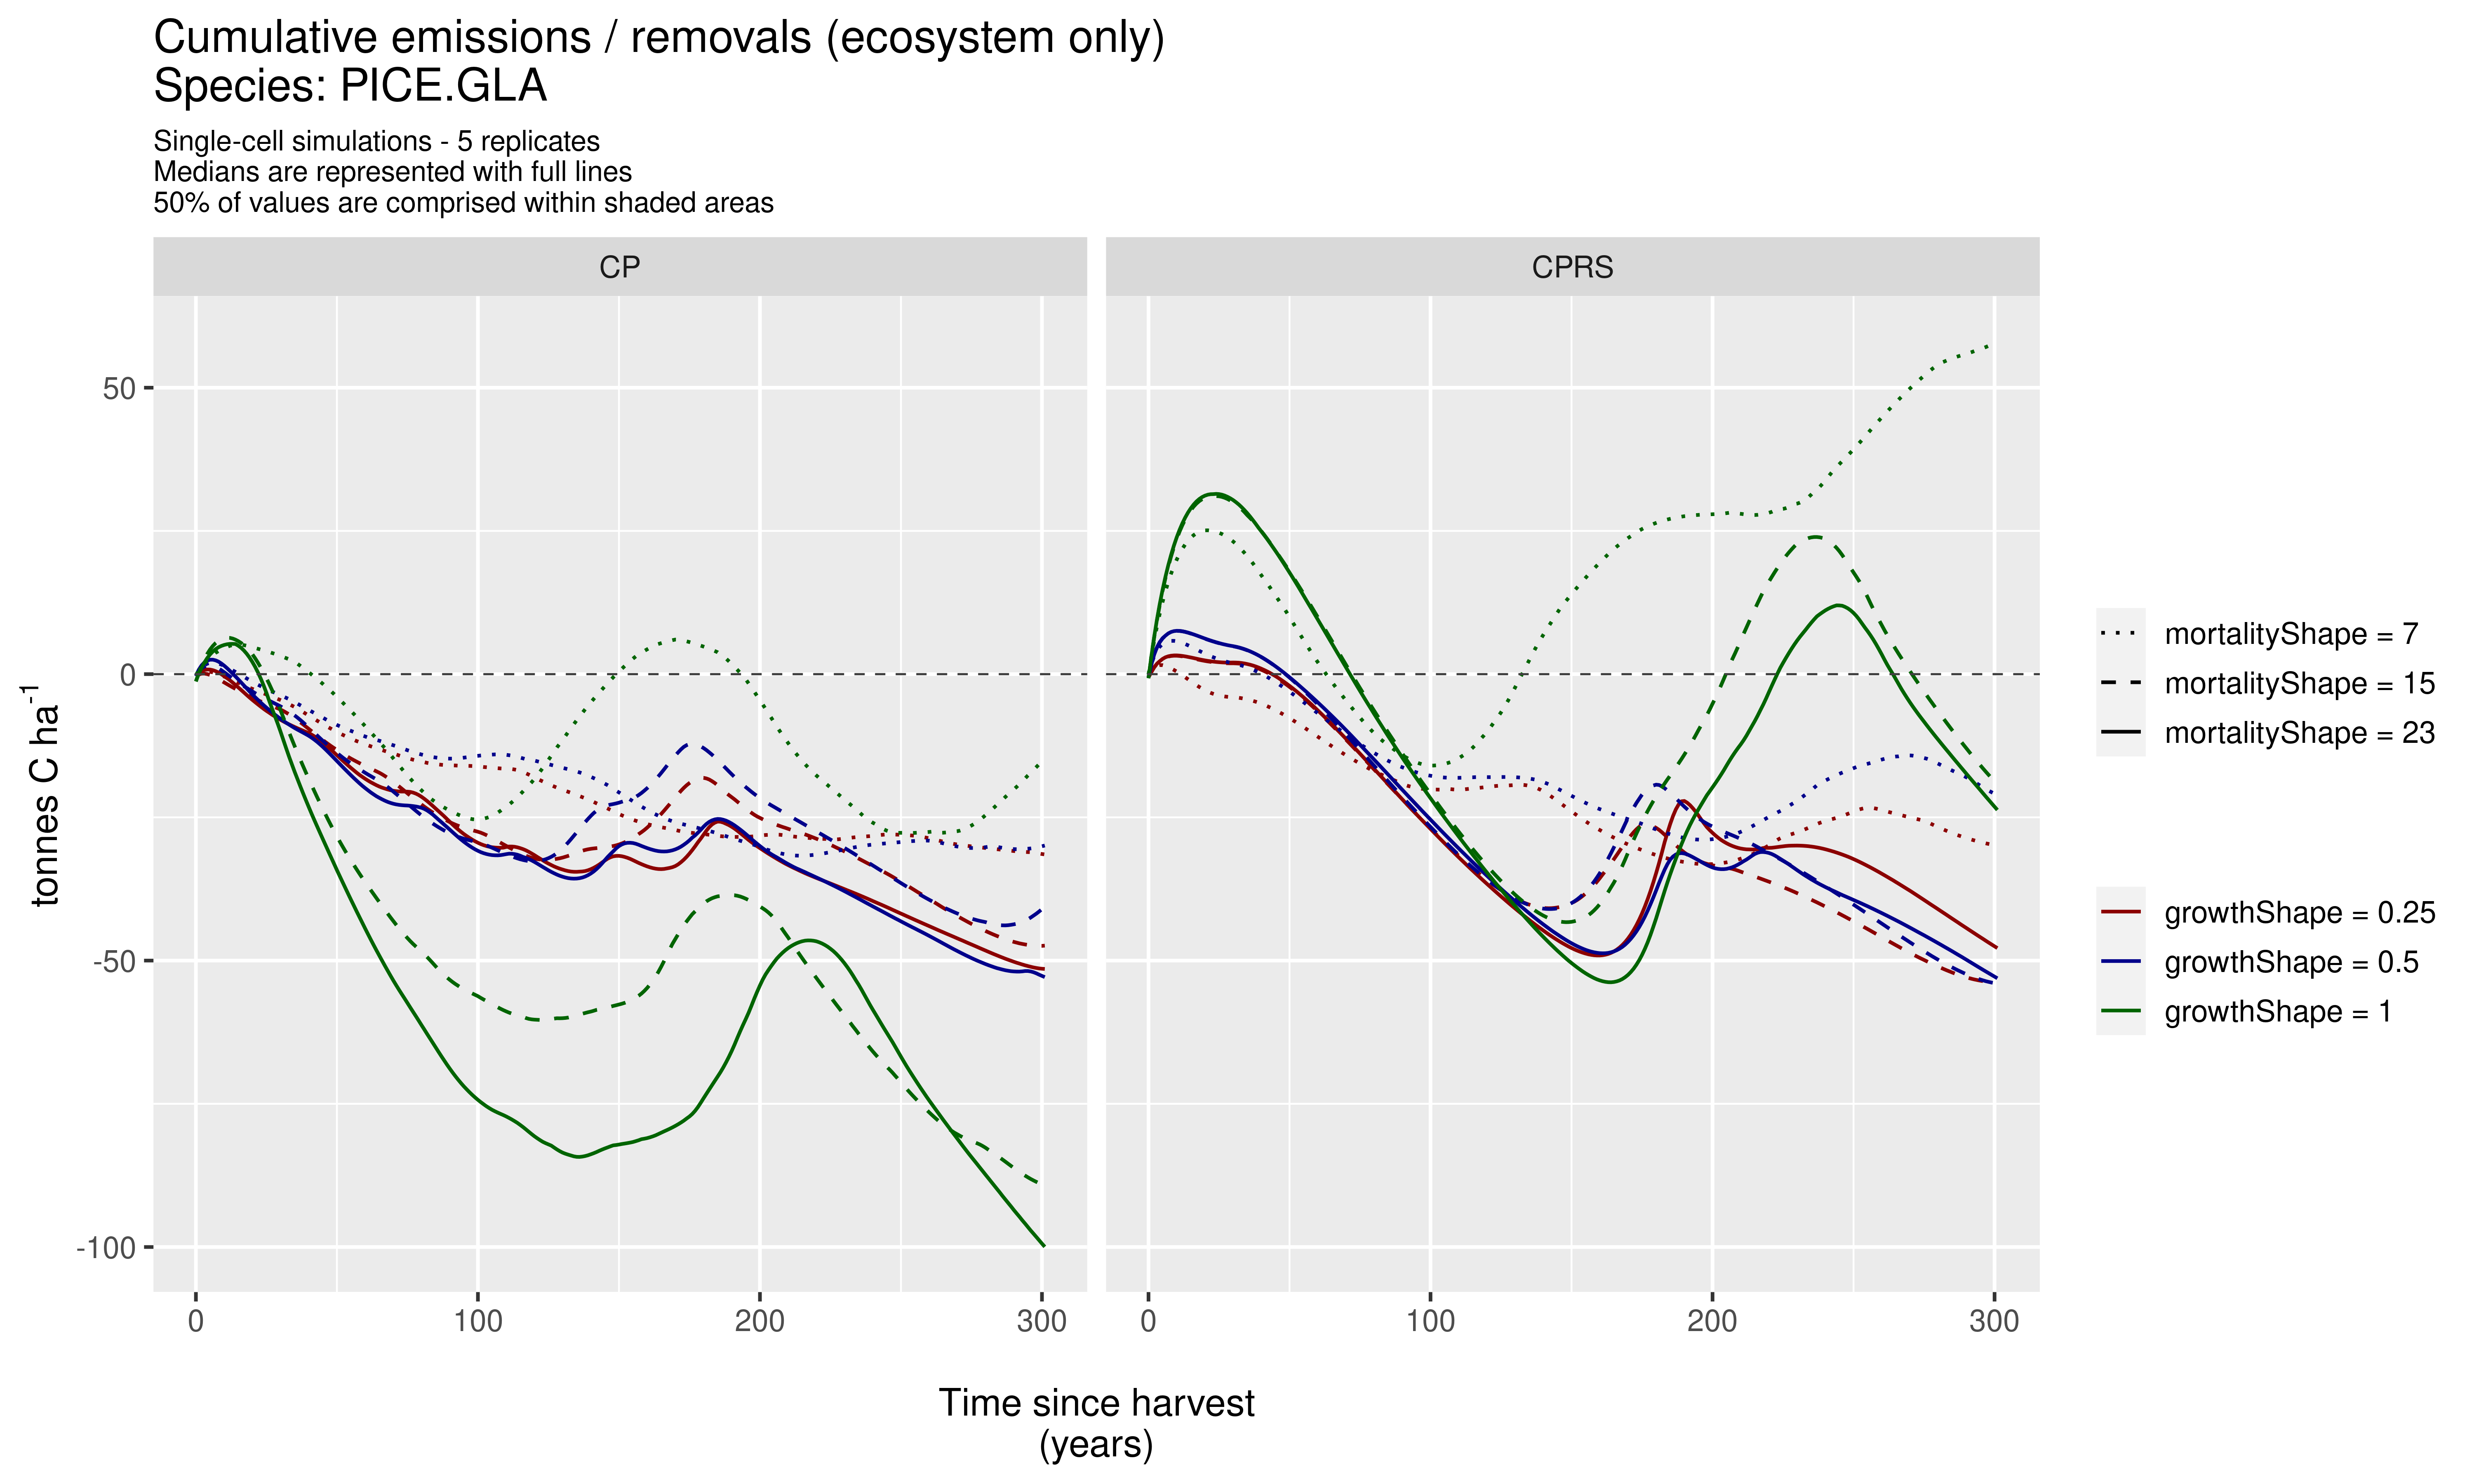 Cumulative emissions / removals (ecosystem only)
Species: PICE.GLA
Single-cell simulations - 5 replicates
Medians are represented with full lines
50% of values are comprised within shaded areas
CP
CPRS
tonnes C ha-1
50
0
-50
-100
0
100
200
300
0
100
200
300
Time since harvest
(years)
mortalityShape = 7
mortalityShape = 15
mortalityShape = 23
growthShape = 0.25
growthShape = 0.5
growthShape = 1